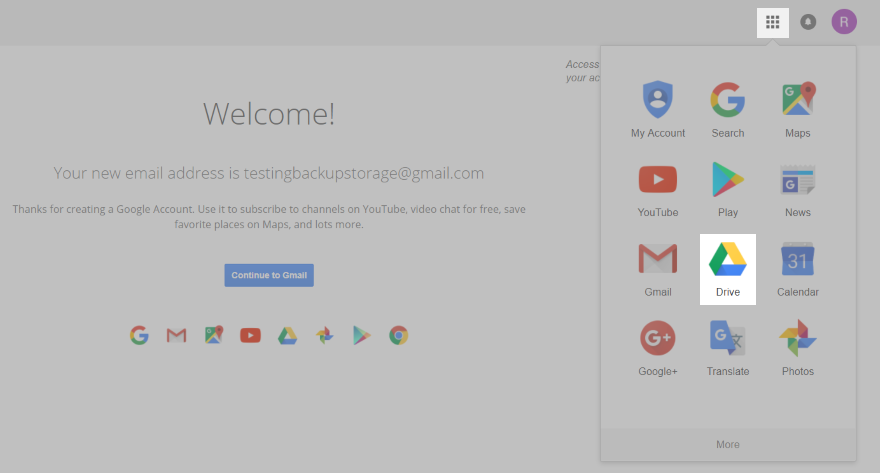 R
Access
your ac
Welcome!
Your new email address is testingbackupstorage@gmail.com
Thanks for creating a Google Account. Use it to subscribe to channels on YouTube, video chat for free, save
favorite places on Maps, and lots more.
Continue to Gmail
My Account Search Maps
YouTube Play News
31
Gmail Drive Calendar
G+
Google+ Translate Photos
More